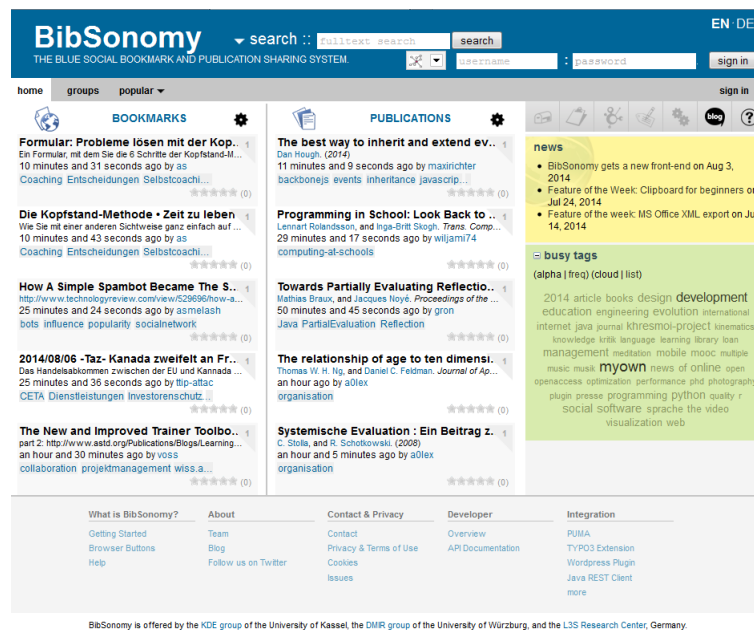 EN · DE
BibSonomy
search :: fulltext search search
THE BLUE SOCIAL BOOKMARK AND PUBLICATION SHARING SYSTEM.
username : password sign in
home groups popular sign in
BOOKMARKS
Formular: Probleme lösen mit der Kop.. 1
Ein Formular, mit dem Sie die 6 Schritte der Kopfstand-M...
10 minutes and 31 seconds ago by as
Coaching Entscheidungen Selbstcoachi...
(0)
Die Kopfstand-Methode • Zeit zu leben 1
Wie Sie mit einer anderen Sichtweise ganz einfach auf ...
10 minutes and 43 seconds ago by as
Coaching Entscheidungen Selbstcoachi...
(0)
How A Simple Spambot Became The S.. 1
http://www.technologyreview.com/view/529696/how-a...
25 minutes and 24 seconds ago by asmelash
bots influence popularity socialnetwork
(0)
2014/08/06 -Taz- Kanada zweifelt an Fr.. 1
Das Handelsabkommen zwischen der EU und Kannada ...
25 minutes and 36 seconds ago by ttip-attac
CETA Dienstleistungen Investorenschutz...
(0)
The New and Improved Trainer Toolbo.. 1
part 2: http://www.astd.org/Publications/Blogs/Learning...
an hour and 30 minutes ago by voss
collaboration projektmanagement wiss.a...
(0)
PUBLICATIONS
The best way to inherit and extend ev.. 1
Dan Hough. (2014)
11 minutes and 9 seconds ago by maxirichter
backbonejs events inheritance javascrip...
(0)
Programming in School: Look Back to .. 1
Lennart Rolandsson, and Inga-Britt Skogh. Trans. Comp...
29 minutes and 17 seconds ago by wiljami74
computing-at-schools
(0)
Towards Partially Evaluating Reflectio.. 1
Mathias Braux, and Jacques Noyé. Proceedings of the ...
50 minutes and 45 seconds ago by gron
Java PartialEvaluation Reflection
(0)
The relationship of age to ten dimensi. 1
Thomas W. H. Ng, and Daniel C. Feldman. Journal of Ap...
an hour ago by a0lex
organisation
(0)
Systemische Evaluation : Ein Beitrag z. 1
C. Stolla, and R. Schotkowski. (2008)
an hour and 5 minutes ago by a0lex
organisation
(0)
blog ?
news
• BibSonomy gets a new front-end on Aug 3,
2014
• Feature of the Week: Clipboard for beginners on
Jul 24, 2014
• Feature of the week: MS Office XML export on Ju
14, 2014
busy tags
(alpha | freq) (cloud | list)
2014 article books design development
education engineering evolution international
internet java journal khresmoi-project kinematics
knowledge kritik language learning library loan
management meditation mobile mooc multiple
music musik myown news of online open
openaccess optimization performance phd photography
plugin presse programming python quality r
social software sprache the video
visualization web
What is BibSonomy? About Contact & Privacy Developer Integration
Getting Started Team Contact Overview PUMA
Browser Buttons Blog Privacy & Terms of Use API Documentation TYPO3 Extension
Help Follow us on Twitter Cookies Wordpress Plugin
Issues Java REST Client
more
BibSonomy is offered by the KDE group of the University of Kassel, the DMIR group of the University of Würzburg, and the L3S Research Center, Germany.